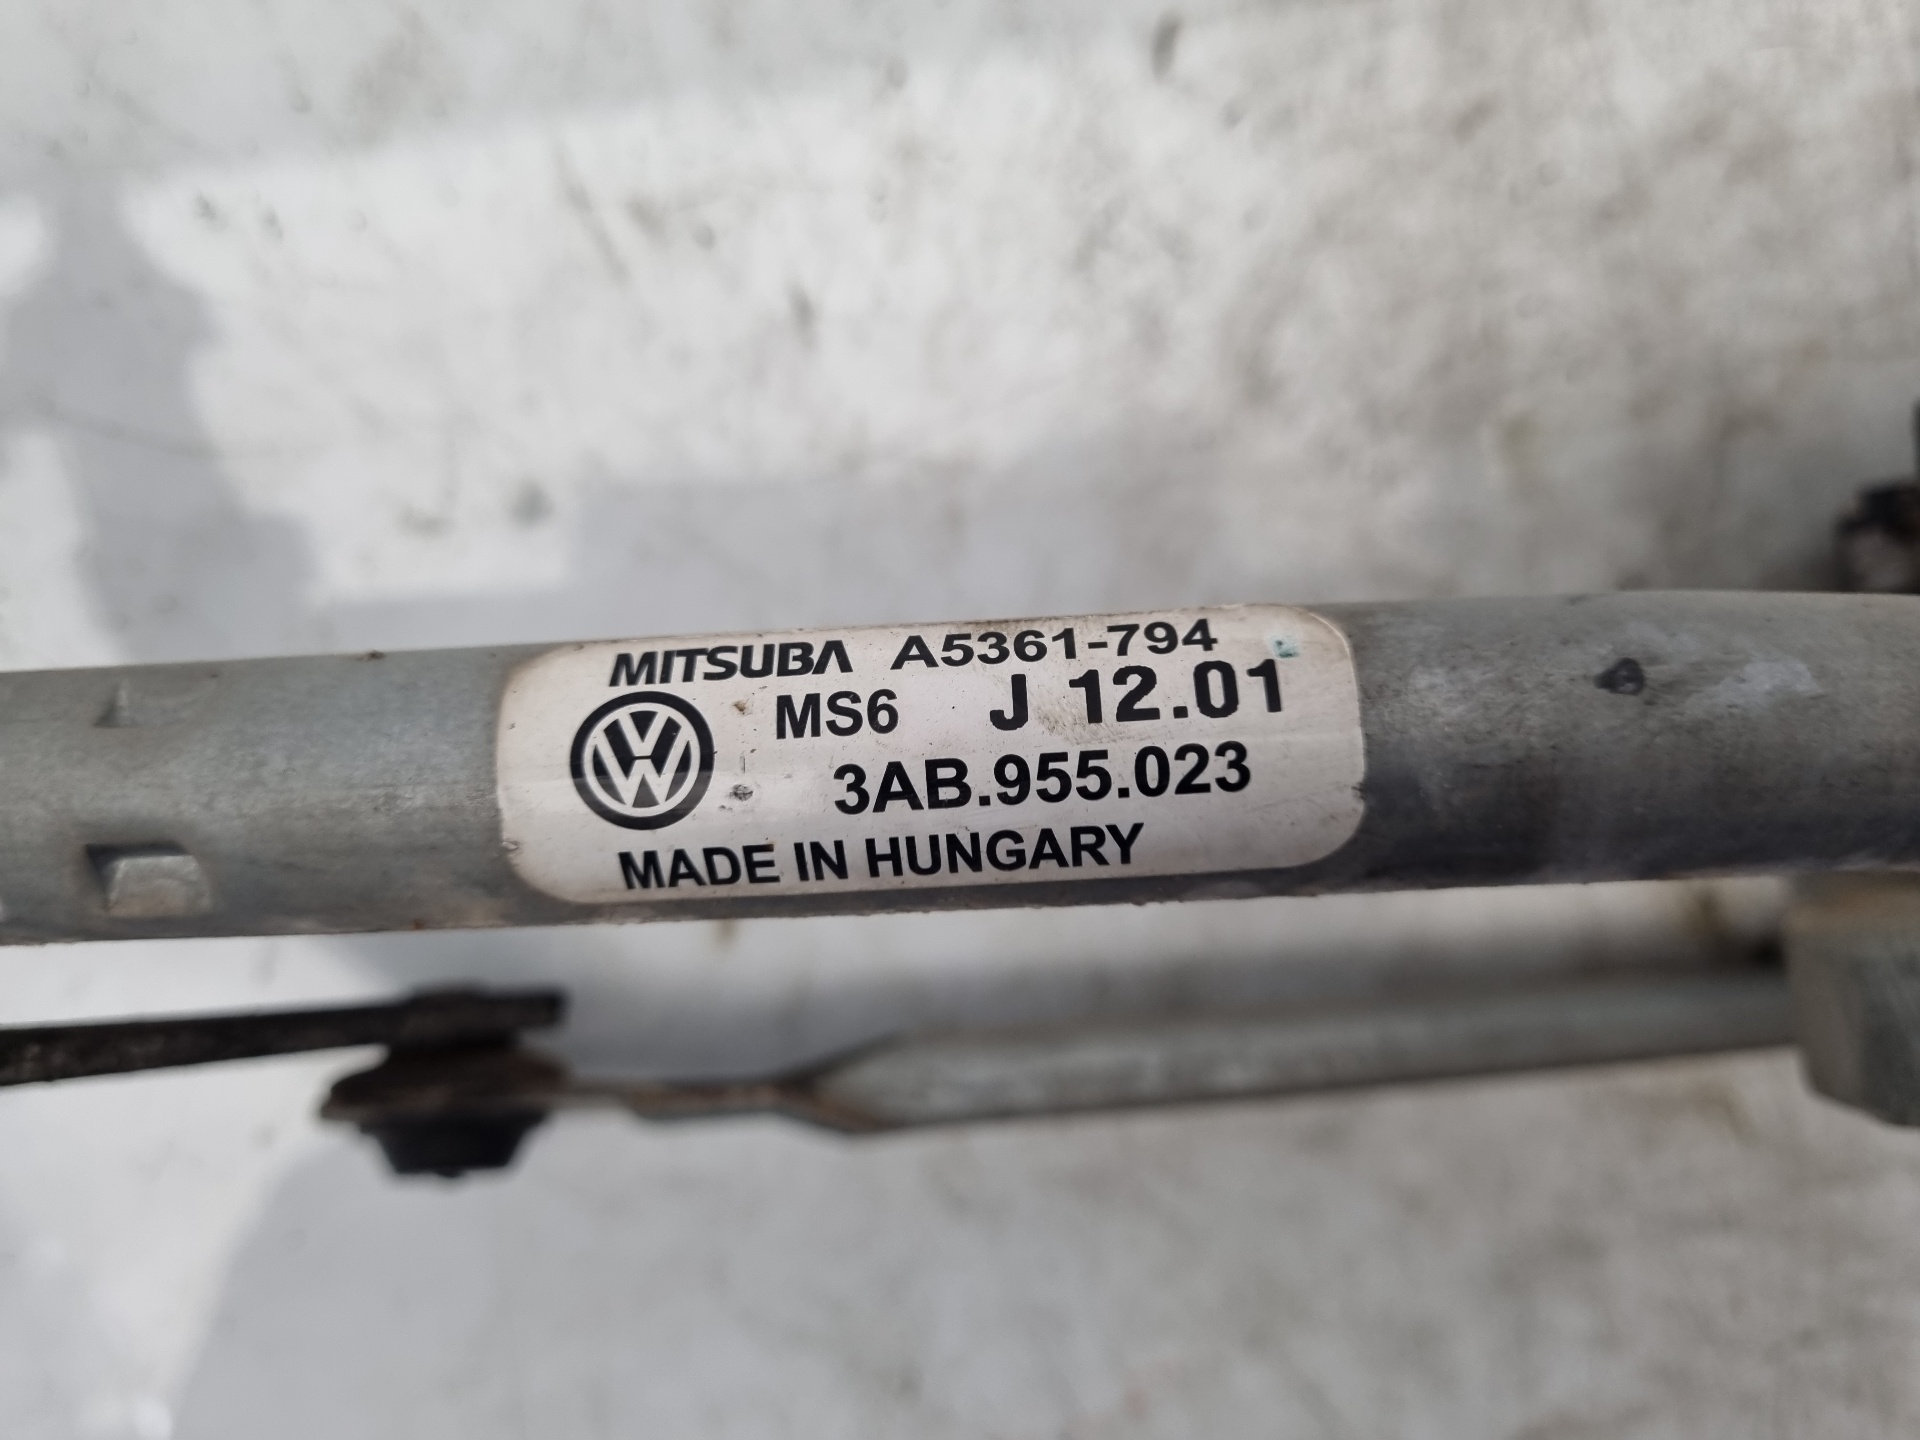 MITSUBA A5361-794
MS6 J 12.01
3AB.955.023
MADE IN HUNGARY